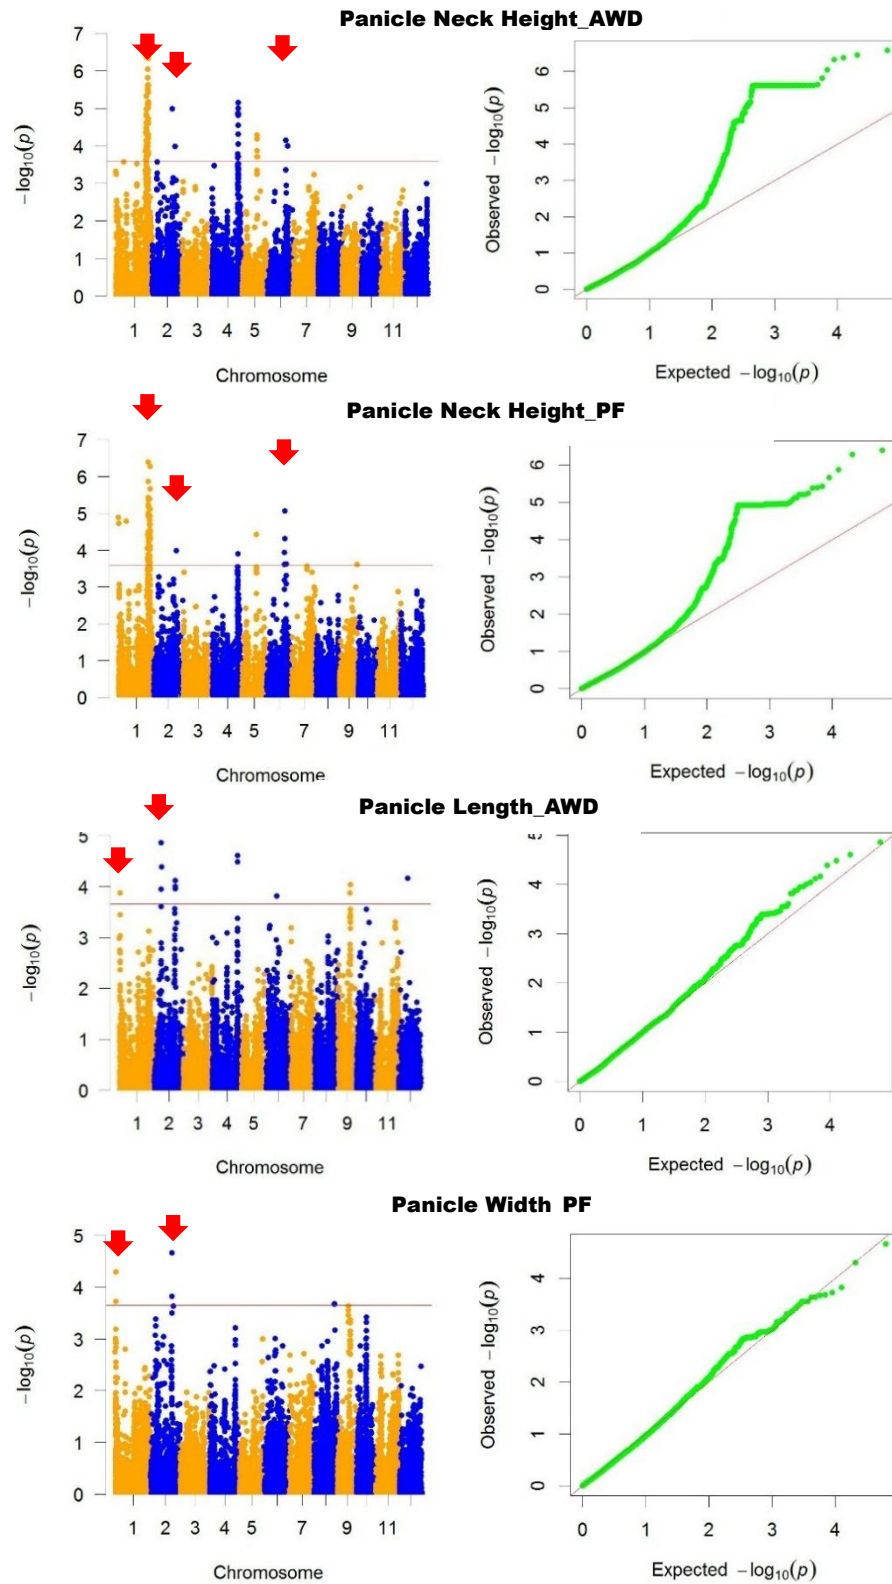 Panicle Neck Height_AWD
7
6
5
4
3
2
1
0
−log10(p)
1 2 3 4 5 6 7 9 11
Chromosome
6
5
4
3
2
1
0
Observed −log10(p)
0 1 2 3 4
Expected −log10(p)
Panicle Neck Height_PF
7
6
5
4
3
2
1
0
−log10(p)
1 2 3 4 5 6 7 9 11
Chromosome
6
5
4
3
2
1
0
Observed −log10(p)
0 1 2 3 4
Expected −log10(p)
Panicle Length_AWD
5
4
3
2
1
0
−log10(p)
1 2 3 4 5 6 7 9 11
Chromosome
5
4
3
2
1
0
Observed −log10(p)
0 1 2 3 4
Expected −log10(p)
Panicle Width PF
5
4
3
2
1
0
−log10(p)
1 2 3 4 5 6 7 9 11
Chromosome
4
3
2
1
0
Observed −log10(p)
0 1 2 3 4
Expected −log10(p)